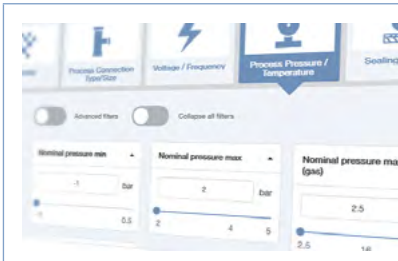 Process Connection
Type/Size
Voltage / Frequency
Process Pressure /
Temperature
Sealing
Advanced filters
Collapse all filters
Nominal pressure min
-1
bar
-1
0.5
Nominal pressure max
2
bar
2
4
5
Nominal pressure ma
(gas)
2.5
2.5
16